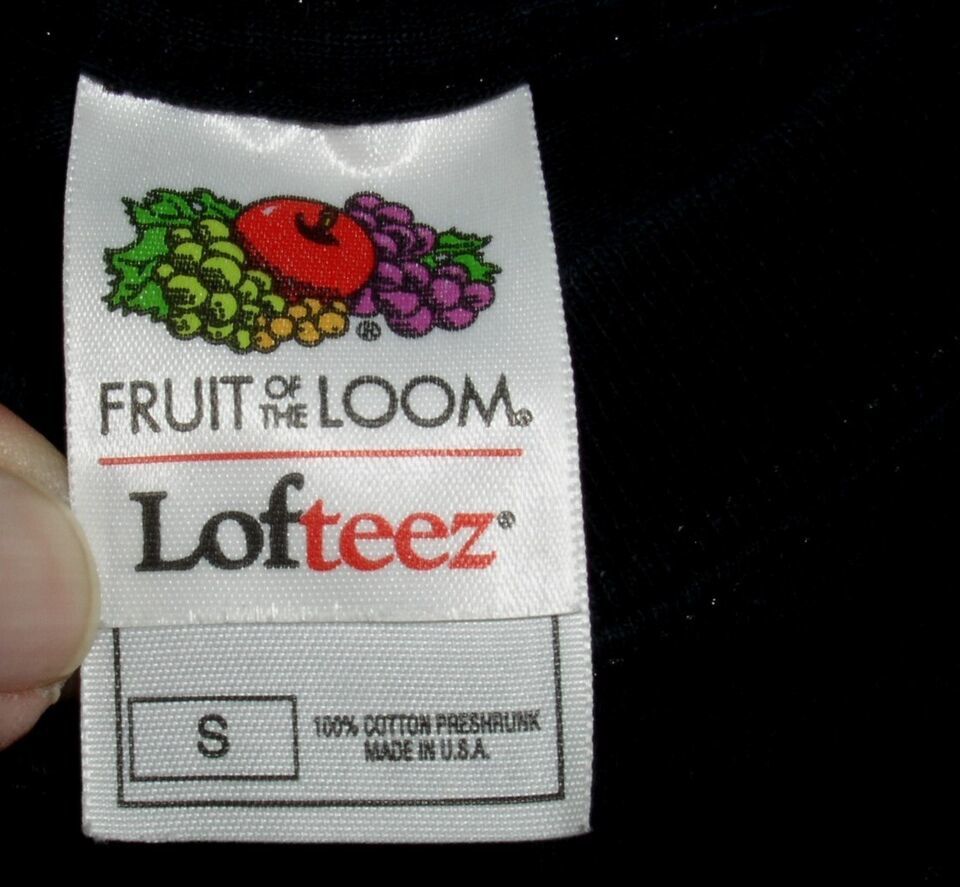 ®
FRUIT OF THE LOOM®
Lofteez®
S
100% COTTON PRESHRUNK
MADE IN U.S.A.